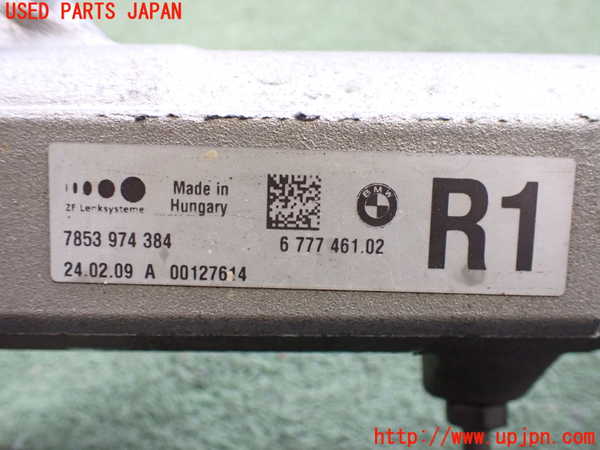 USED PARTS JAPAN
ZF Lenksysteme
Made in
Hungary
BMW
R1
7853 974 384
6 777 461.02
24.02.09 A 00127614
http://www.upjpn.com